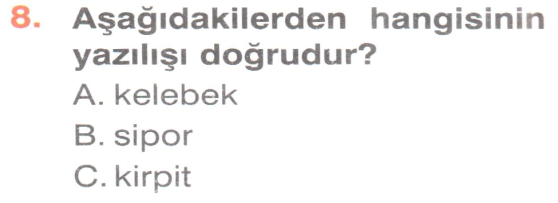 8. Aşağıdakilerden hangisinin
yazılışı doğrudur?
A. kelebek
B. sipor
C. kirpit